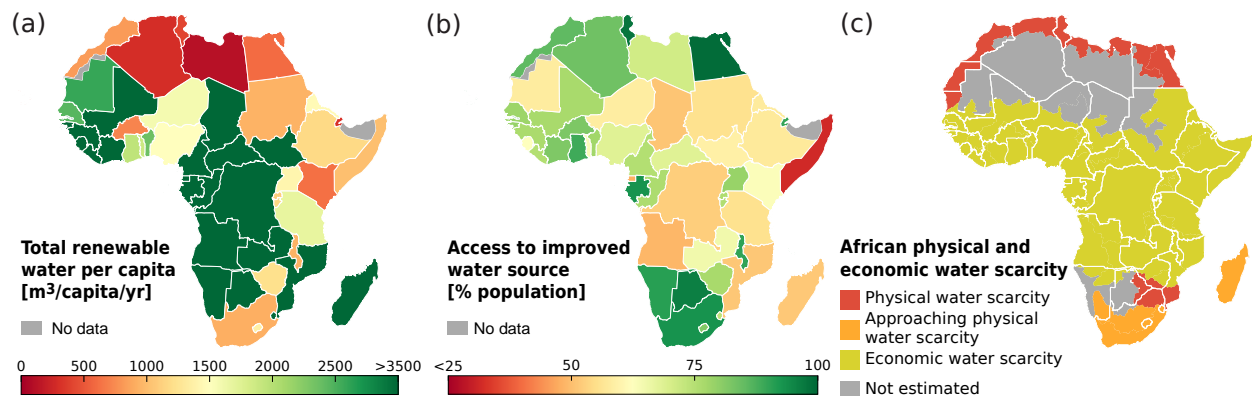 (a)
Total renewable
water per capita
[m³/capita/yr]
No data
0 500 1000 1500 2000 2500 >3500
(b)
Access to improved
water source
[% population]
No data
<25 50 75 100
(c)
African physical and
economic water scarcity
Physical water scarcity
Approaching physical
water scarcity
Economic water scarcity
Not estimated